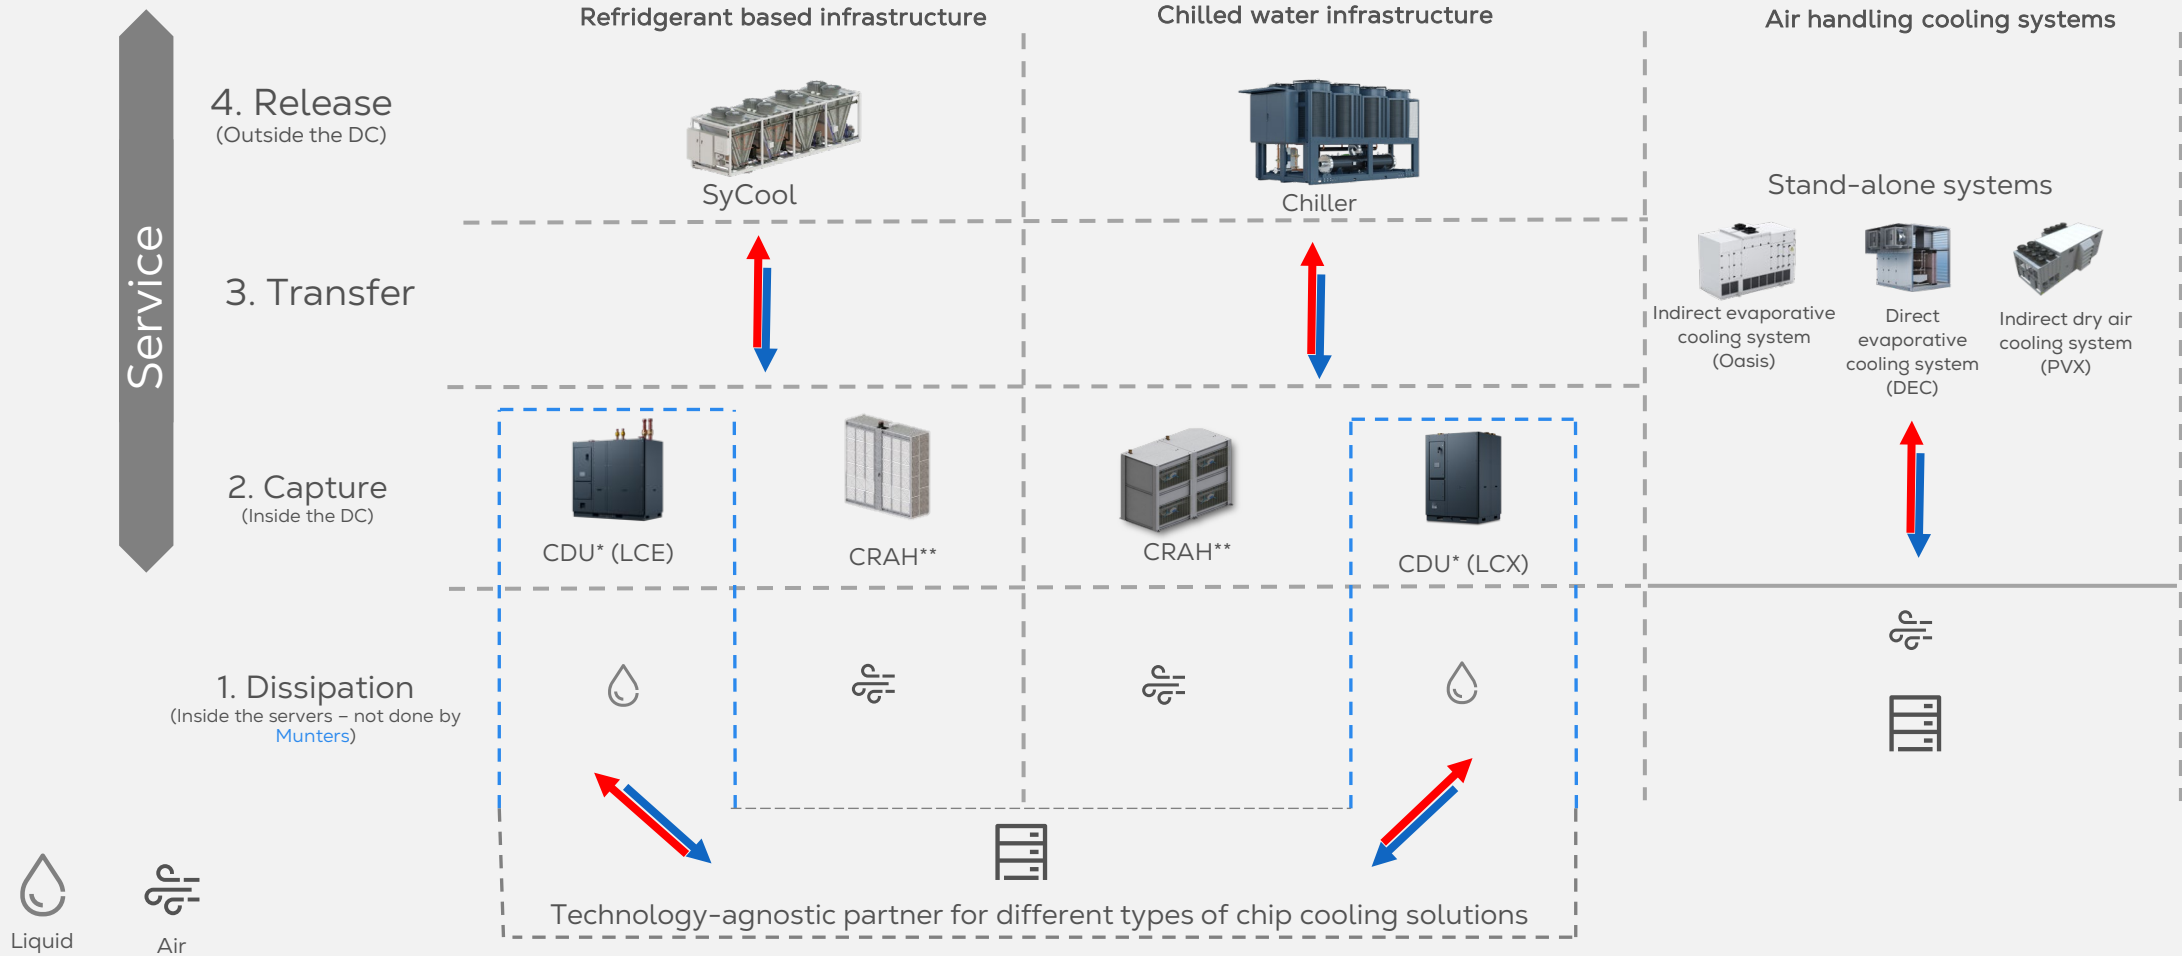 Refridgerant based infrastructure
Chilled water infrastructure
Air handling cooling systems
Service
4. Release
(Outside the DC)
SyCool
Chiller
Stand-alone systems
3. Transfer
Indirect evaporative
cooling system
(Oasis)
Direct
evaporative
cooling system
(DEC)
Indirect dry air
cooling system
(PVX)
2. Capture
(Inside the DC)
CDU* (LCE)
CRAH**
CRAH**
CDU* (LCX)
1. Dissipation
(Inside the servers – not done by
Munters)
Technology-agnostic partner for different types of chip cooling solutions
Liquid
Air